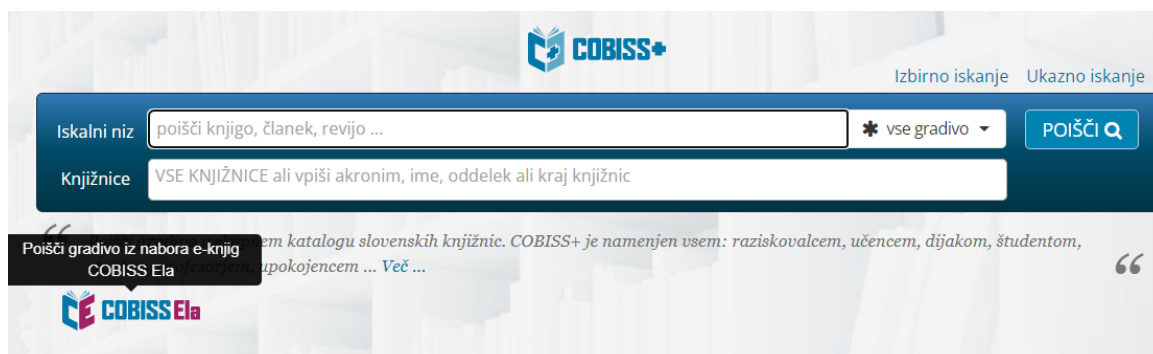 COBISS+
Izbirno iskanje Ukazno iskanje
Iskalni niz poišči knjigo, članek, revijo ... ✱ vse gradivo POIŠČI
Knjižnice VSE KNJIŽNICE ali vpiši akronim, ime, oddelek ali kraj knjižnic
katalogu slovenskih knjižnic. COBISS+ je namenjen vsem: raziskovalcem, učencem, dijakom, študentom,
upokojencem ... Več ...
Poišči gradivo iz nabora e-knjig
COBISS Ela
COBISS Ela